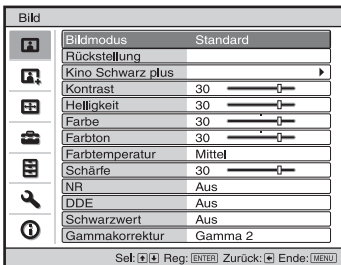 Bild
Bildmodus Standard
Rückstellung
Kino Schwarz plus
Kontrast 30
Helligkeit 30
Farbe 30
Farbton 30
Farbtemperatur Mittel
Schärfe 30
NR Aus
DDE Aus
Schwarzwert Aus
Gammakorrektur Gamma 2
Sel: Reg: ENTER Zurück: Ende: MENU